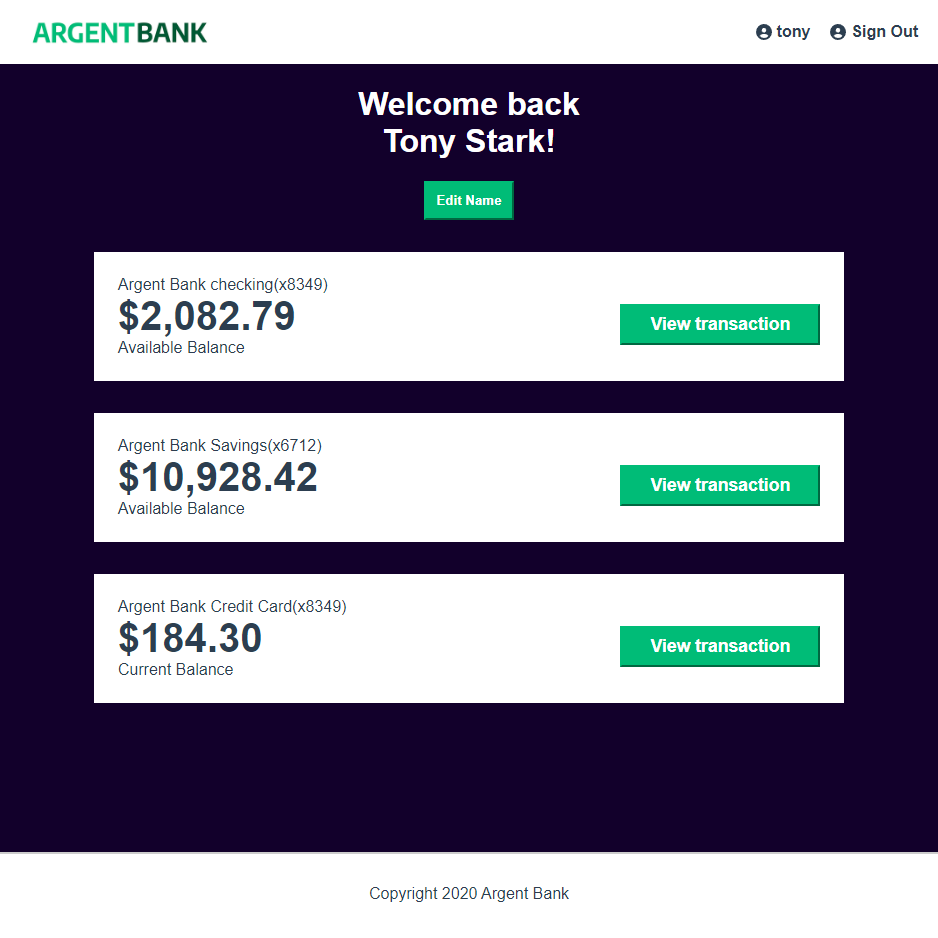 ARGENTBANK
tony Sign Out
Welcome back
Tony Stark!
Edit Name
Argent Bank checking(x8349)
$2,082.79
Available Balance
View transaction
Argent Bank Savings(x6712)
$10,928.42
Available Balance
View transaction
Argent Bank Credit Card(x8349)
$184.30
Current Balance
View transaction
Copyright 2020 Argent Bank